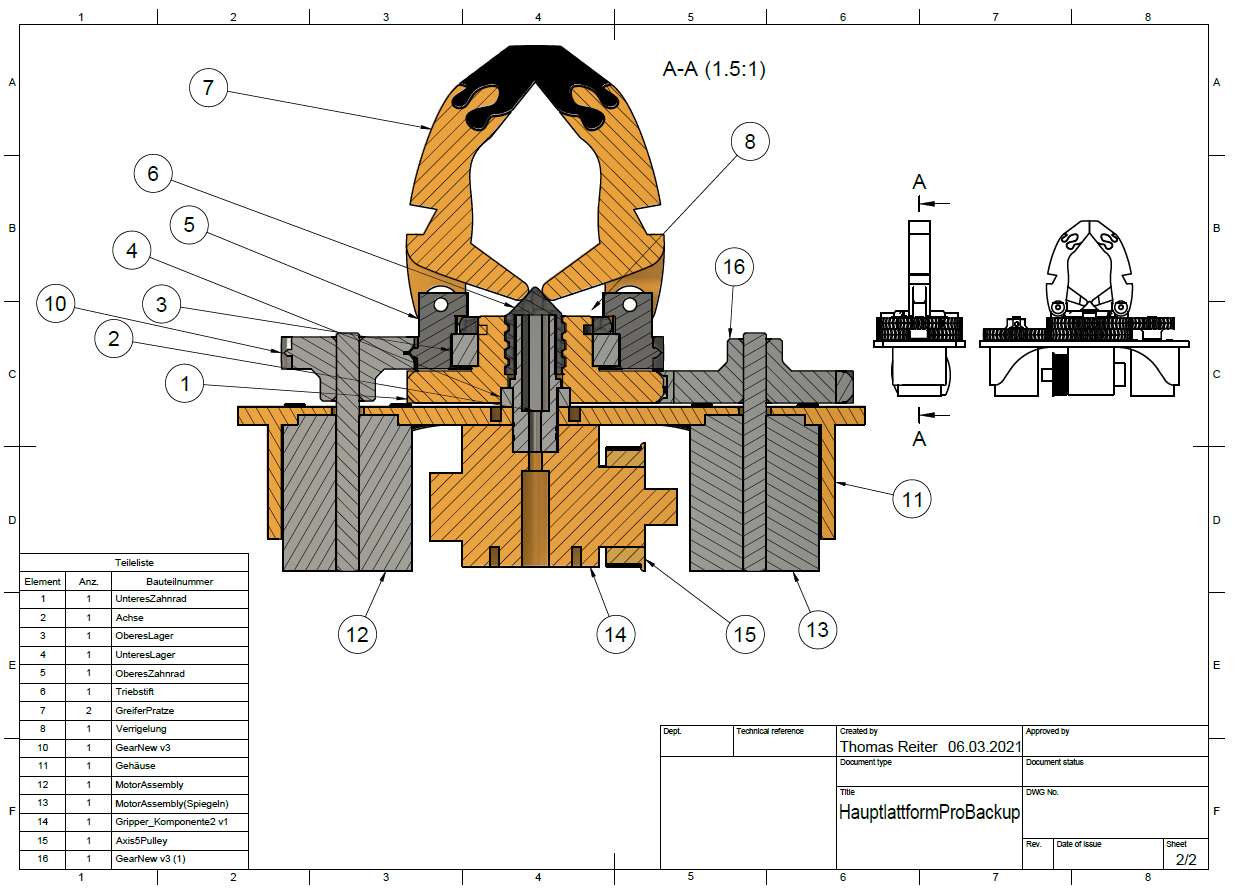 1 2 3 4 5 6 7 8
A A
A-A (1.5:1)
7
8
6
A
5
B B
4
16
10
3
2
C C
1
A
11
D D
12
14
15
13
Teileliste
Element Anz. Bauteilnummer
1 1 UnteresZahnrad
2 1 Achse
3 1 OberesLager
4 1 UnteresLager
5 1 OberesZahnrad
6 1 Triebstift
7 2 GreiferPratze
8 1 Verrigelung
10 1 GearNew v3
11 1 Gehäuse
12 1 MotorAssembly
13 1 MotorAssembly(Spiegeln)
14 1 Gripper_Komponente2 v1
15 1 Axis5Pulley
16 1 GearNew v3 (1)
E E
F F
Dept. Technical reference Created by Approved by
Thomas Reiter 06.03.2021
Document type Document status
Title DWG No.
HauptlattformProBackup
Rev. Date of issue Sheet
2/2
1 2 3 4 5 6 7 8